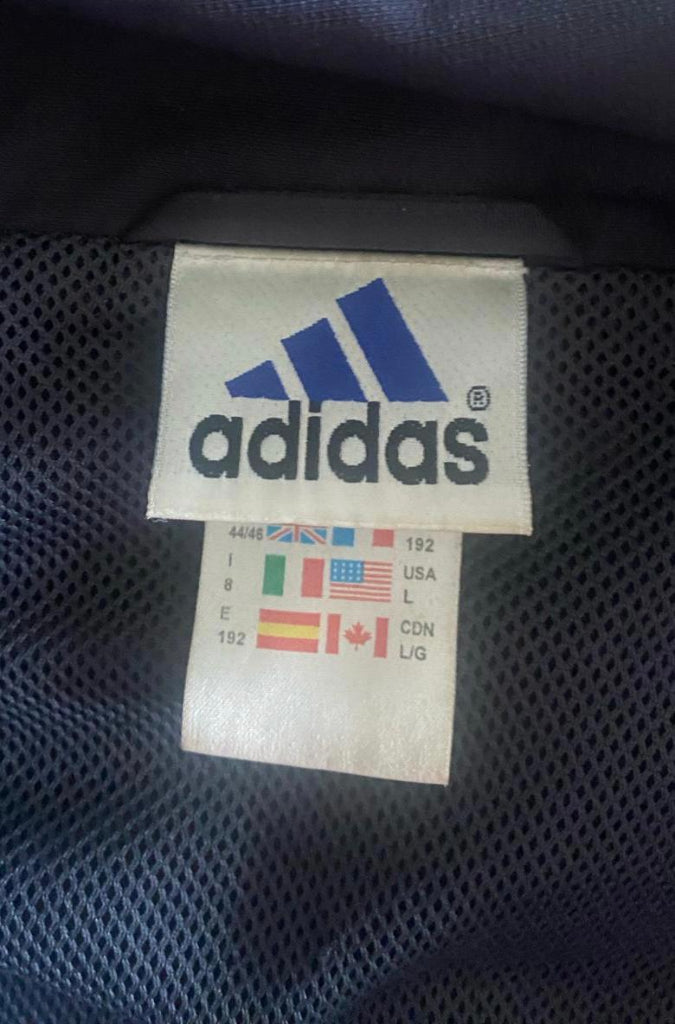 adidas®
44/46 192
I USA
8 L
E CDN
192 L/G